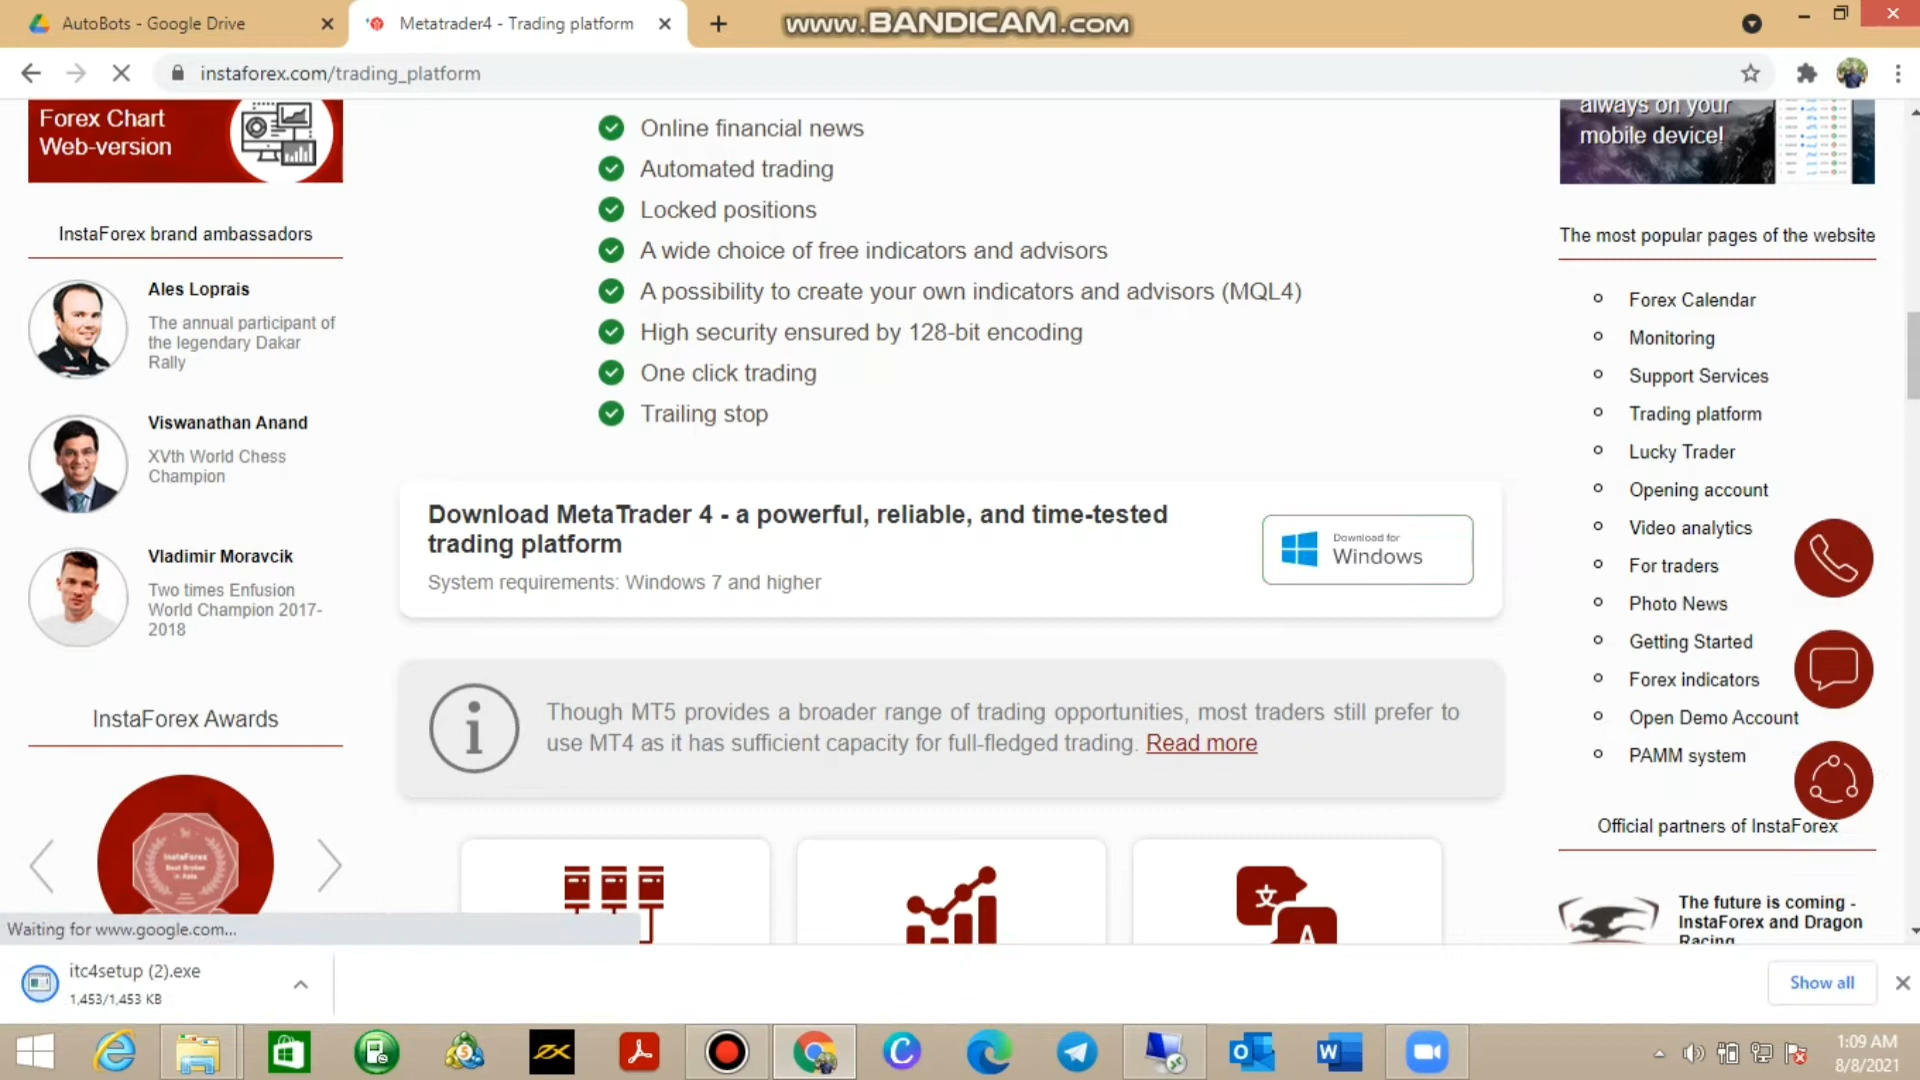 AutoBots - Google Drive
Metatrader4 - Trading platform
www.BANDICAM.com
instaforex.com/trading_platform
Forex Chart
Web-version
InstaForex brand ambassadors
Ales Loprais
The annual participant of
the legendary Dakar
Rally
Viswanathan Anand
XVth World Chess
Champion
Vladimir Moravcik
Two times Enfusion
World Champion 2017-
2018
InstaForex Awards
InstaForex
Best Broker
in Asia
Online financial news
Automated trading
Locked positions
A wide choice of free indicators and advisors
A possibility to create your own indicators and advisors (MQL4)
High security ensured by 128-bit encoding
One click trading
Trailing stop
Download MetaTrader 4 - a powerful, reliable, and time-tested
trading platform
System requirements: Windows 7 and higher
Download for
Windows
Though MT5 provides a broader range of trading opportunities, most traders still prefer to
use MT4 as it has sufficient capacity for full-fledged trading. Read more
always on your
mobile device!
The most popular pages of the website
Forex Calendar
Monitoring
Support Services
Trading platform
Lucky Trader
Opening account
Video analytics
For traders
Photo News
Getting Started
Forex indicators
Open Demo Account
PAMM system
Official partners of InstaForex
The future is coming -
InstaForex and Dragon
Racing
Waiting for www.google.com...
itc4setup (2).exe
1,453/1,453 KB
Show all
1:09 AM
8/8/2021